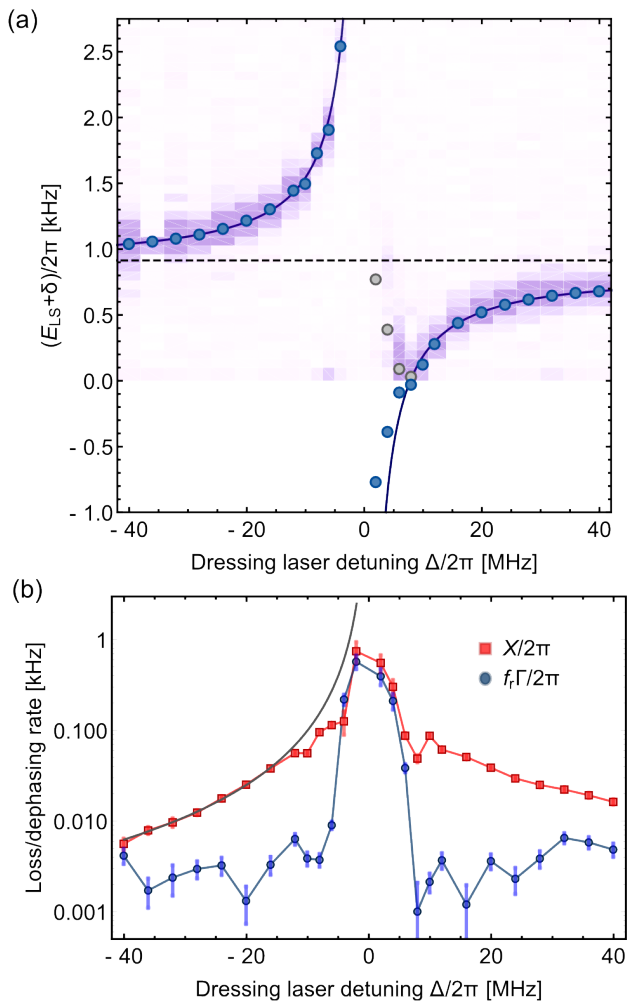 (a)
(E_LS+δ)/2π [kHz]
2.5
2.0
1.5
1.0
0.5
0.0
- 0.5
- 1.0
- 40
- 20
0
20
40
Dressing laser detuning Δ/2π [MHz]
(b)
Loss/dephasing rate [kHz]
1
0.100
0.010
0.001
X/2π
f_rΓ/2π
- 40
- 20
0
20
40
Dressing laser detuning Δ/2π [MHz]